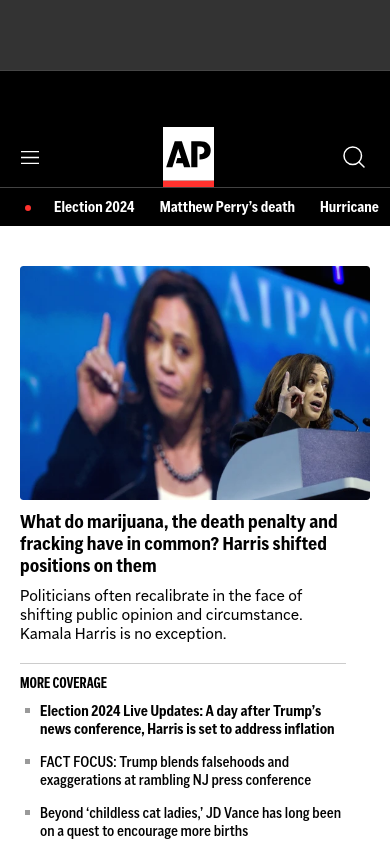 AP
Election 2024 Matthew Perry’s death Hurricane
AIPAC
What do marijuana, the death penalty and
fracking have in common? Harris shifted
positions on them
Politicians often recalibrate in the face of
shifting public opinion and circumstance.
Kamala Harris is no exception.
MORE COVERAGE
Election 2024 Live Updates: A day after Trump’s
news conference, Harris is set to address inflation
FACT FOCUS: Trump blends falsehoods and
exaggerations at rambling NJ press conference
Beyond ‘childless cat ladies,’ JD Vance has long been
on a quest to encourage more births